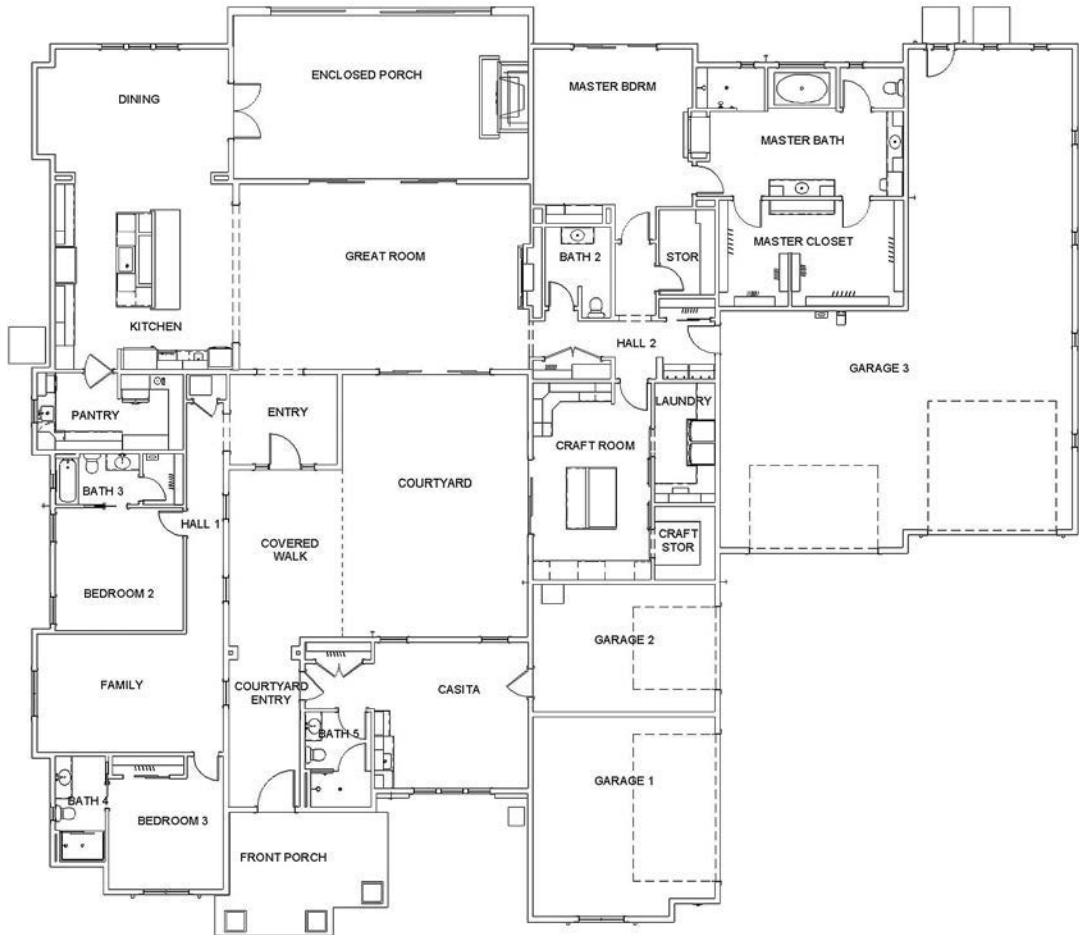 ENCLOSED PORCH
DINING
MASTER BDRM
MASTER BATH
GREAT ROOM
BATH 2
STOR
MASTER CLOSET
KITCHEN
HALL 2
GARAGE 3
PANTRY
ENTRY
LAUNDRY
CRAFT ROOM
BATH 3
COURTYARD
HALL 1
COVERED
WALK
CRAFT
STOR
BEDROOM 2
GARAGE 2
FAMILY
COURTYARD
ENTRY
CASITA
BATH 5
GARAGE 1
BATH 4
BEDROOM 3
FRONT PORCH